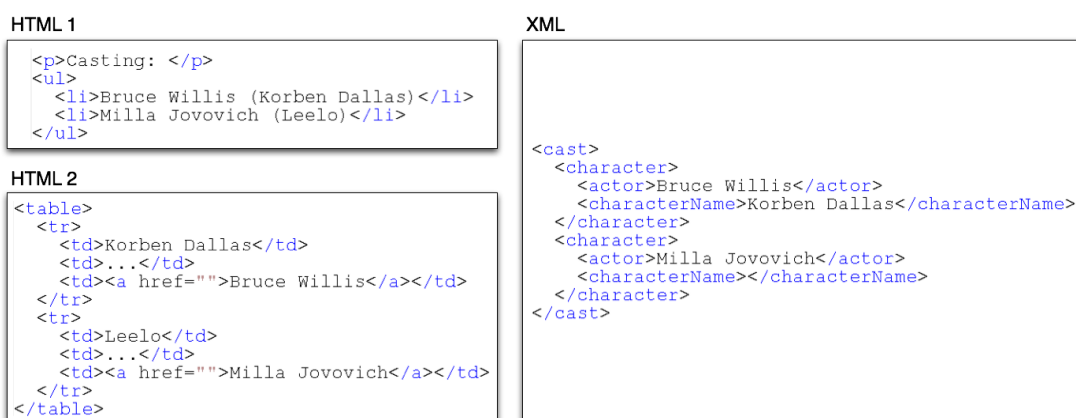 HTML 1
<p>Casting: </p>
<ul>
<li>Bruce Willis (Korben Dallas)</li>
<li>Milla Jovovich (Leelo)</li>
</ul>
HTML 2
<table>
<tr>
<td>Korben Dallas</td>
<td>...</td>
<td><a href="">Bruce Willis</a></td>
</tr>
<tr>
<td>Leelo</td>
<td>...</td>
<td><a href="">Milla Jovovich</a></td>
</tr>
</table>
XML
<cast>
<character>
<actor>Bruce Willis</actor>
<characterName>Korben Dallas</characterName>
</character>
<character>
<actor>Milla Jovovich</actor>
<characterName></characterName>
</character>
</cast>